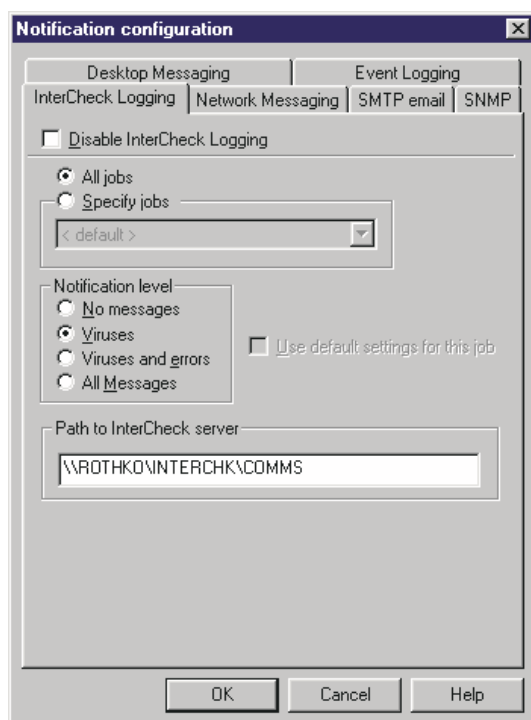 Notification configuration
Desktop Messaging
Event Logging
InterCheck Logging
Network Messaging
SMTP email
SNMP
Disable InterCheck Logging
All jobs
Specify jobs
< default >
Notification level
No messages
Viruses
Viruses and errors
All Messages
Use default settings for this job
Path to InterCheck server
\\ROTHKO\INTERCHK\COMMS
OK
Cancel
Help